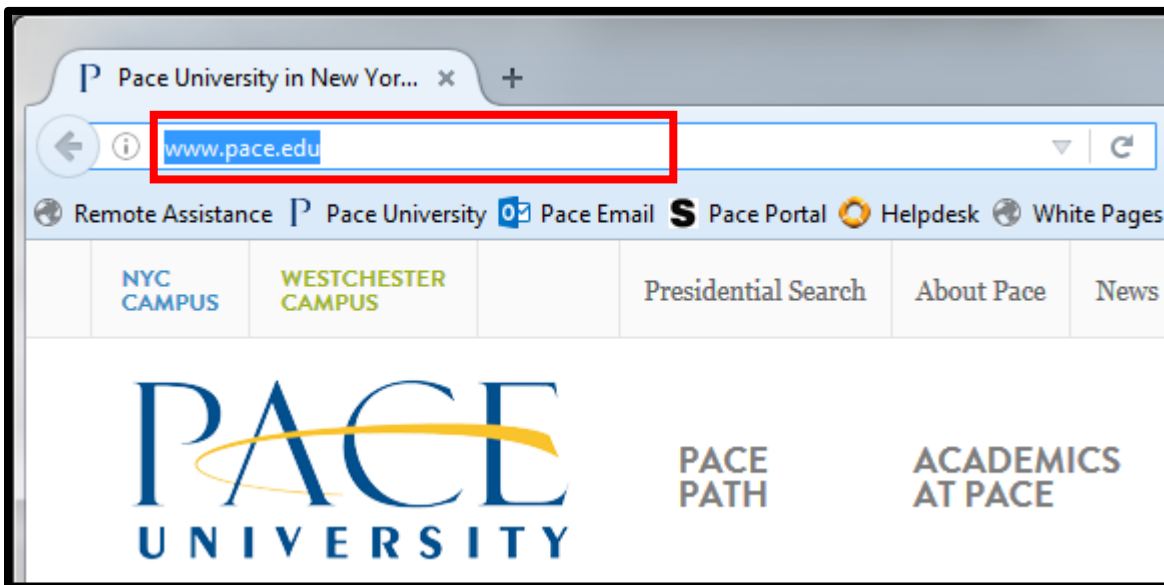 Pace University in New Yor...
www.pace.edu
Remote Assistance Pace University Pace Email Pace Portal Helpdesk White Pages
NYC CAMPUS WESTCHESTER CAMPUS Presidential Search About Pace News
PACE UNIVERSITY
PACE PATH
ACADEMICS AT PACE